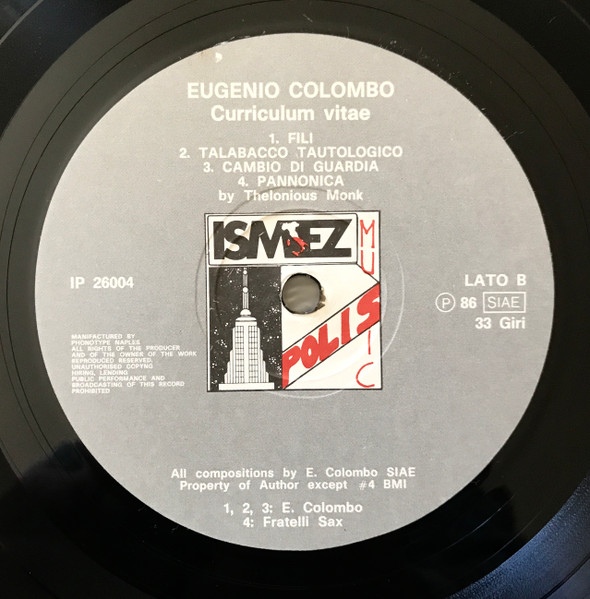 EUGENIO COLOMBO
Curriculum vitae
1. FILI
2. TALABACCO TAUTOLOGICO
3. CAMBIO DI GUARDIA
4. PANNONICA
by Thelonious Monk
ISMEZ
MUSIC
POLIS
IP 26004
LATO B
P 86 SIAE
33 Giri
MANUFACTURED BY
PHONOTYPE NAPLES
ALL RIGHTS OF THE PRODUCER
AND OF THE OWNER OF THE WORK
REPRODUCED RESERVED.
UNAUTHORISED COPYNG
HIRING, LENDING
PUBLIC PERFORMANCE AND
BROADCASTING OF THIS RECORD
PROHIBITED
All compositions by E. Colombo SIAE
Property of Author except #4 BMI
1, 2, 3: E. Colombo
4: Fratelli Sax